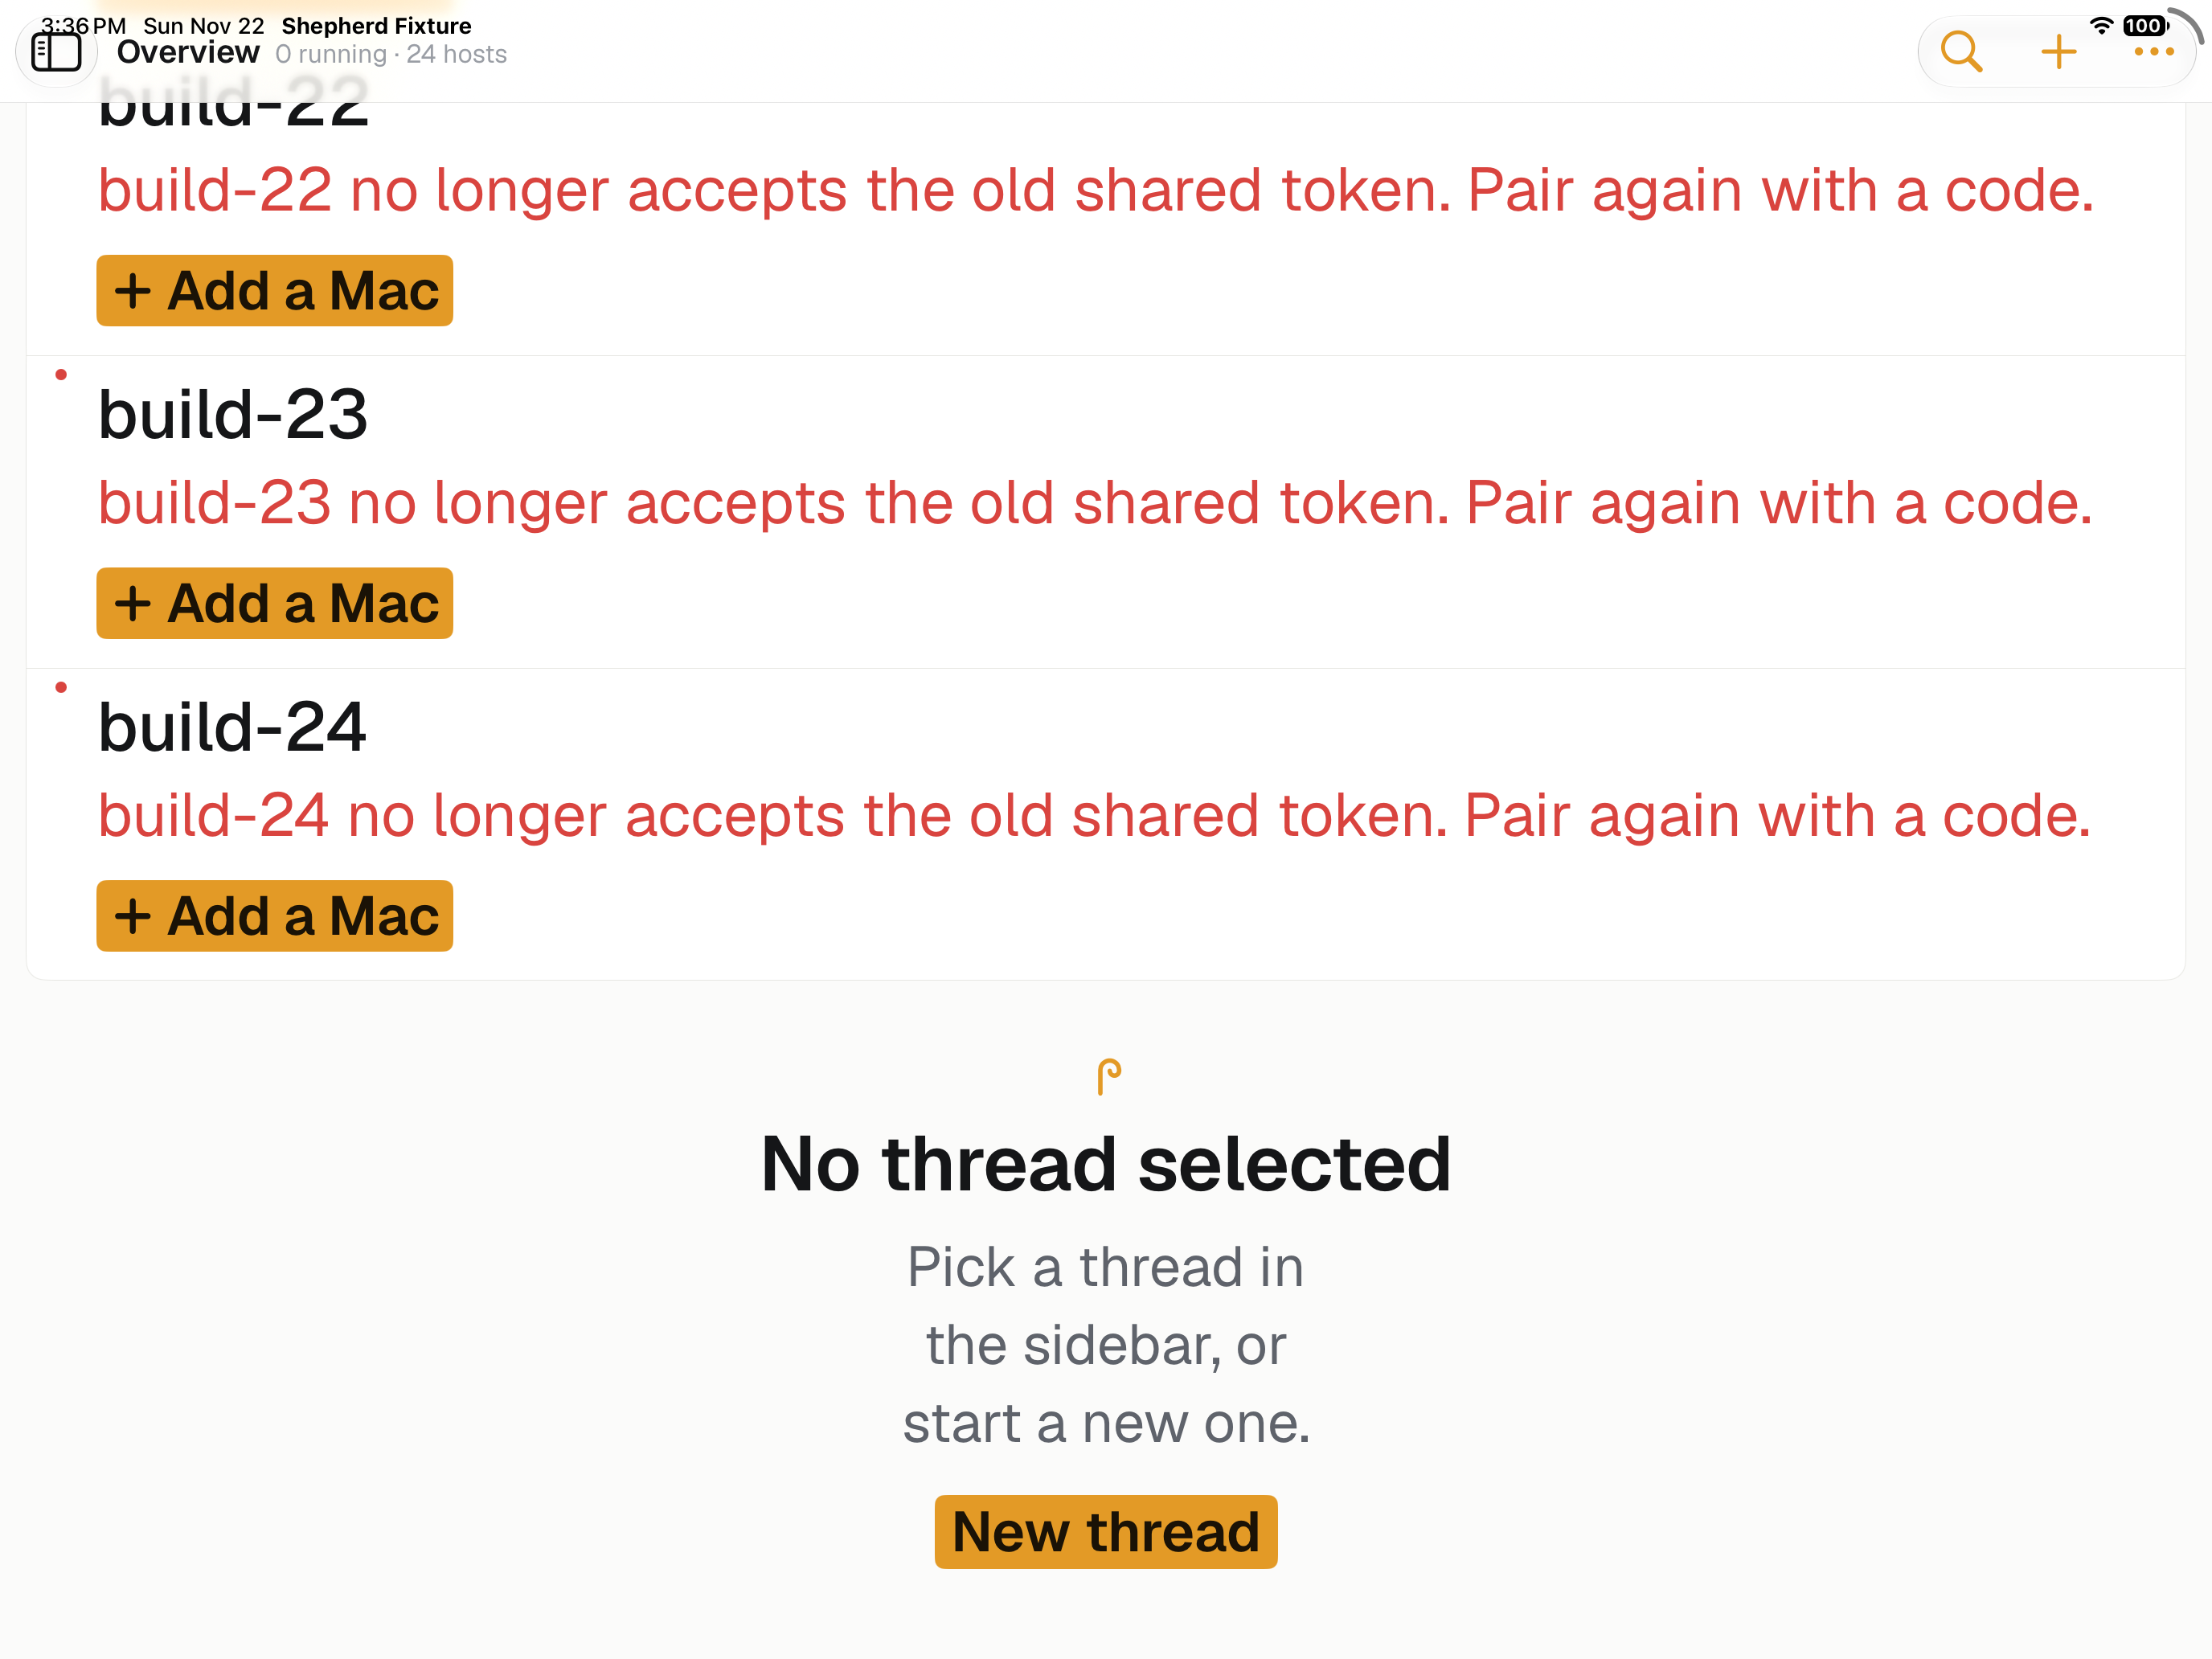 3:36 PM Sun Nov 22 Shepherd Fixture
100
Overview 0 running · 24 hosts
build-22
build-22 no longer accepts the old shared token. Pair again with a code.
+ Add a Mac
build-23
build-23 no longer accepts the old shared token. Pair again with a code.
+ Add a Mac
build-24
build-24 no longer accepts the old shared token. Pair again with a code.
+ Add a Mac
No thread selected
Pick a thread in
the sidebar, or
start a new one.
New thread